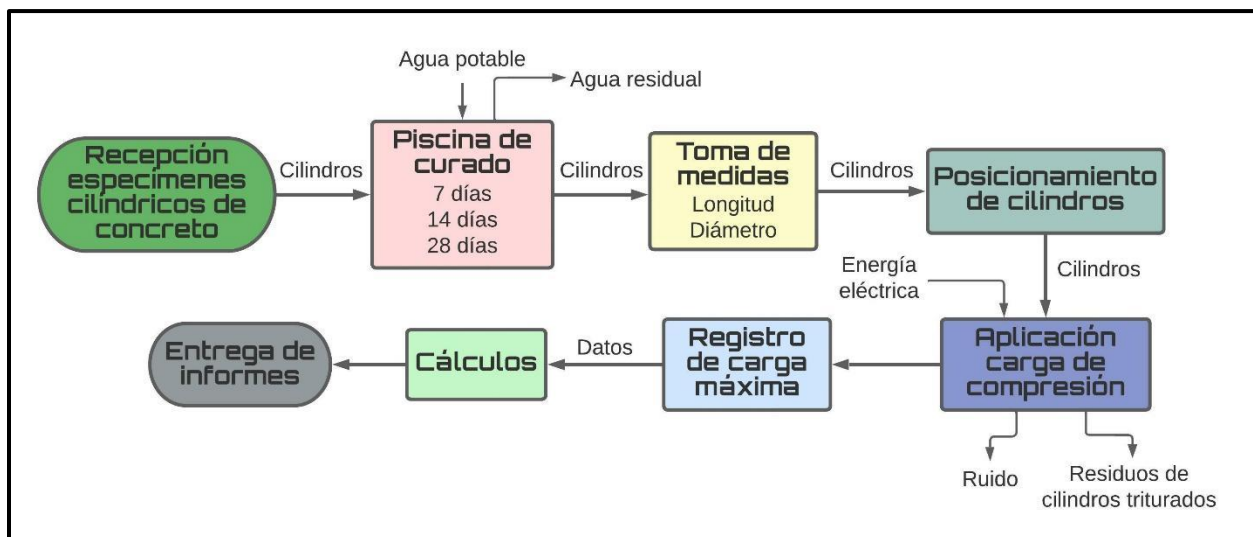 Agua potable
Agua residual
Recepción
especímenes
cilíndricos de
concreto
Cilindros
Piscina de
curado
7 días
14 días
28 días
Cilindros
Toma de
medidas
Longitud
Diámetro
Cilindros
Posicionamiento
de cilindros
Cilindros
Energía
eléctrica
Aplicación
carga de
compresión
Ruido
Residuos de
cilindros triturados
Registro
de carga
máxima
Datos
Cálculos
Entrega de
informes